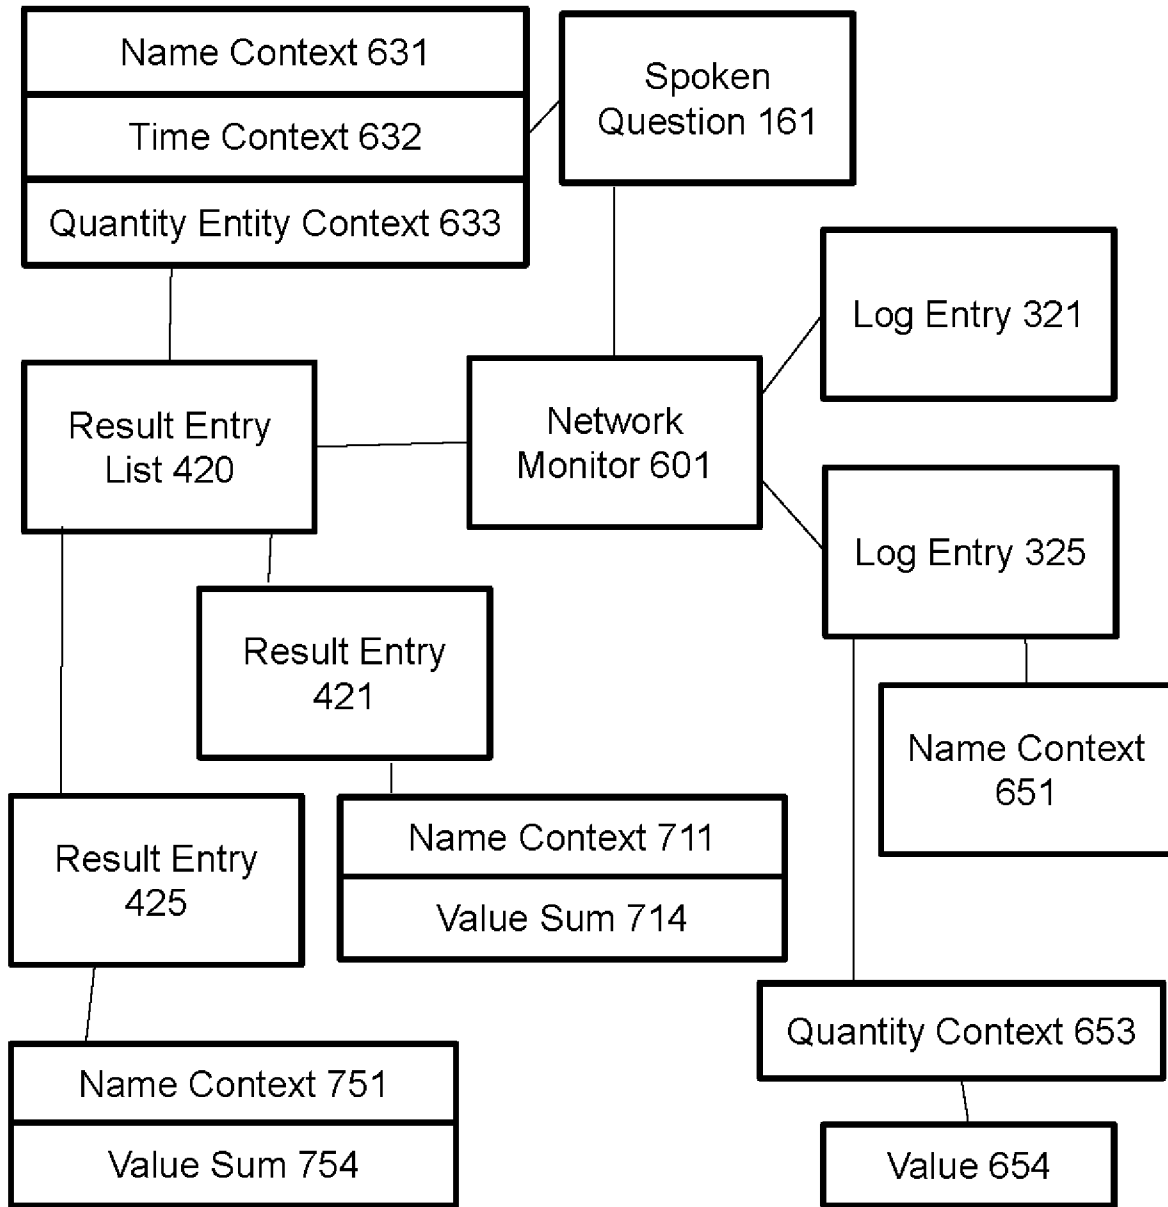 Name Context 631
Time Context 632
Quantity Entity Context 633
Spoken
Question 161
Log Entry 321
Result Entry
List 420
Network
Monitor 601
Log Entry 325
Result Entry
421
Name Context
651
Result Entry
425
Name Context 711
Value Sum 714
Quantity Context 653
Name Context 751
Value Sum 754
Value 654